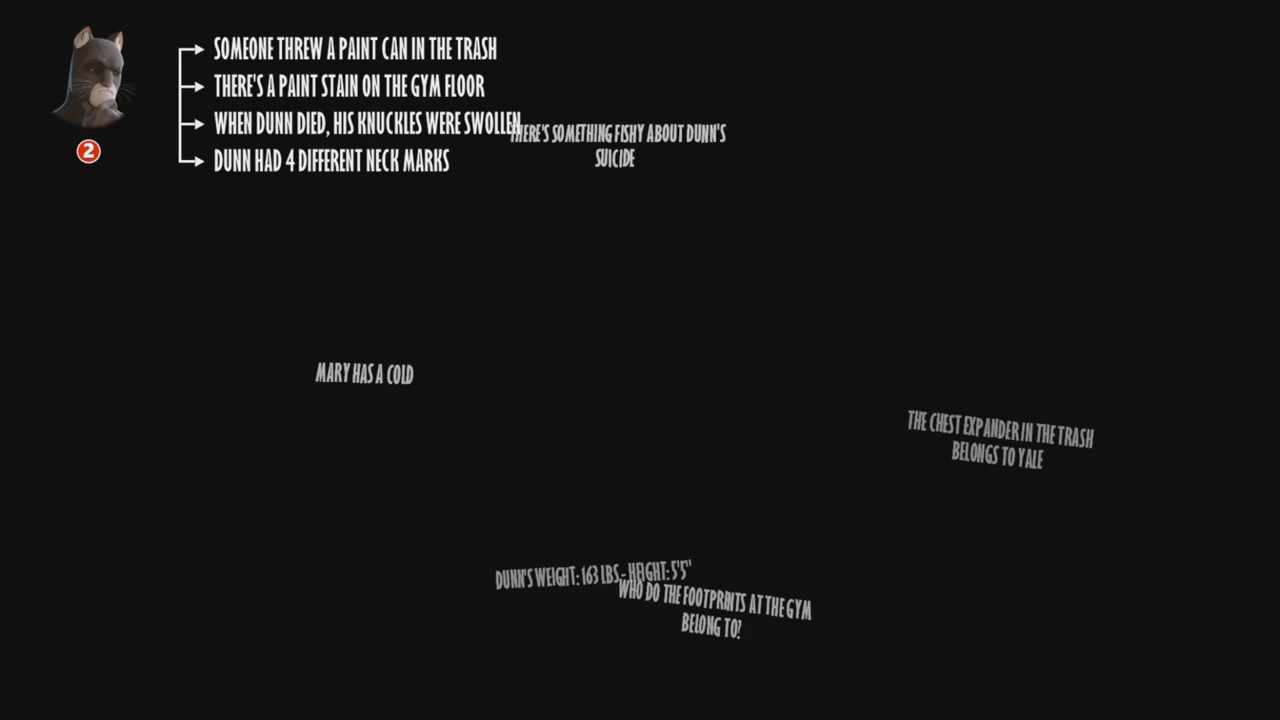 SOMEONE THREW A PAINT CAN IN THE TRASH
THERE'S A PAINT STAIN ON THE GYM FLOOR
WHEN DUNN DIED, HIS KNUCKLES WERE SWOLLEN
DUNN HAD 4 DIFFERENT NECK MARKS
2
THERE'S SOMETHING FISHY ABOUT DUNN'S
SUICIDE
MARY HAS A COLD
THE CHEST EXPANDER IN THE TRASH
BELONGS TO YALE
DUNN'S WEIGHT: 163 LBS - HEIGHT: 5'5"
WHO DO THE FOOTPRINTS AT THE GYM
BELONG TO?